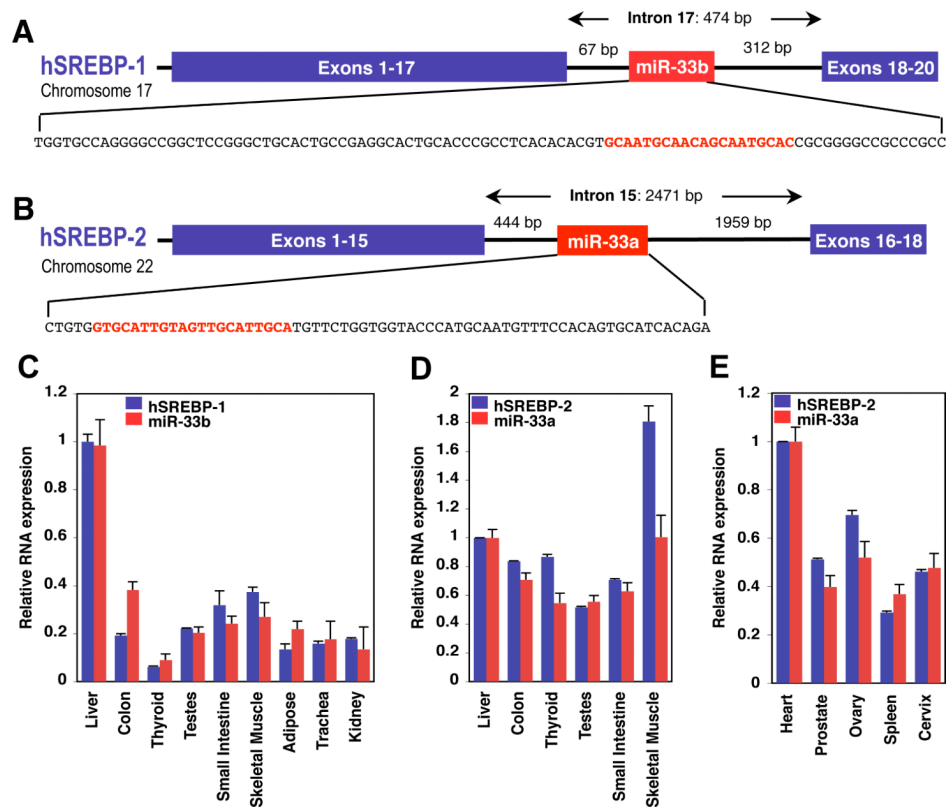 A
Intron 17: 474 bp
67 bp
312 bp
hSREBP-1
Exons 1-17
miR-33b
Exons 18-20
Chromosome 17
TGGTGCCAGGGGCCGGCTCCGGGCTGCACTGCCGAGGCACTGCACCCGCCTCACACACGTGCAATGCAACAGCAATGCACCGCGGGGCCGCCCGCC
B
Intron 15: 2471 bp
444 bp
1959 bp
hSREBP-2
Exons 1-15
miR-33a
Exons 16-18
Chromosome 22
CTGTGGTGCATTGTAGTTGCATTGCATGTTCTGGTGGTACCCATGCAATGTTTCCACAGTGCATCACAGA
C
hSREBP-1
miR-33b
Relative RNA expression
1.2
1
0.8
0.6
0.4
0.2
0
Liver
Colon
Thyroid
Testes
Small Intestine
Skeletal Muscle
Adipose
Trachea
Kidney
D
hSREBP-2
miR-33a
Relative RNA expression
2
1.8
1.6
1.4
1.2
1
0.8
0.6
0.4
0.2
0
Liver
Colon
Thyroid
Testes
Small Intestine
Skeletal Muscle
E
hSREBP-2
miR-33a
Relative RNA expression
1.2
1
0.8
0.6
0.4
0.2
0
Heart
Prostate
Ovary
Spleen
Cervix